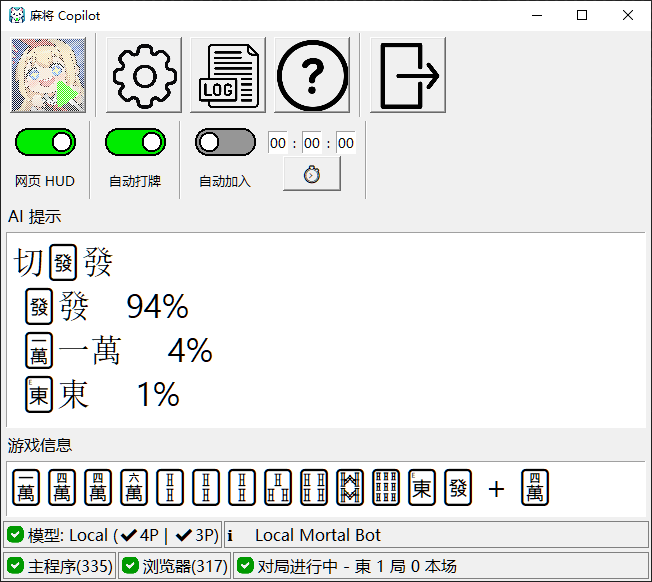 麻将 Copilot
LOG
网页 HUD 自动打牌 自动加入 00 : 00 : 00
AI 提示
切 發 發
發 發 94%
一萬 一萬 4%
E東 東 1%
游戏信息
一萬 四萬 四萬 六萬 E東 發 + 四萬
模型: Local (✔4P | ✔3P) Local Mortal Bot
主程序(335) 浏览器(317) 对局进行中 - 東 1 局 0 本场